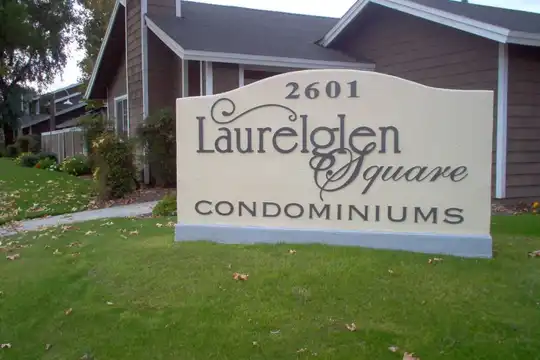 2601
Laurelglen
Square
CONDOMINIUMS